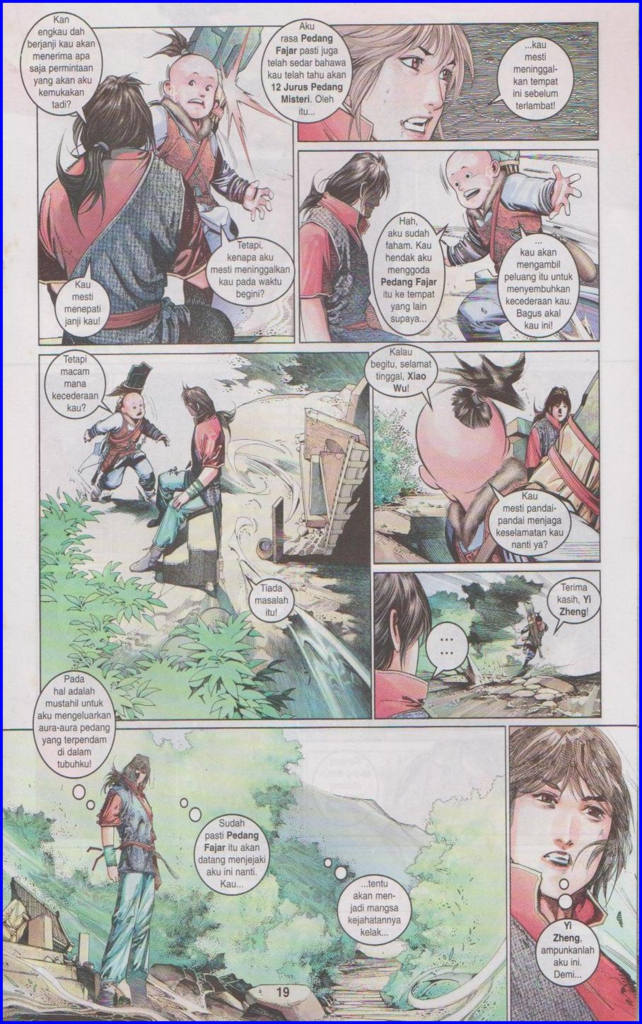 Kan
engkau dah
berjanji kau akan
menerima apa
saja permintaan
yang akan aku
kemukakan
tadi?
Kau
mesti
menepati
janji kau!
Tetapi,
kenapa aku
mesti meninggalkan
kau pada waktu
begini?
Aku
rasa Pedang
Fajar pasti juga
telah sedar bahawa
kau telah tahu akan
12 Jurus Pedang
Misteri. Oleh
itu...
...kau
mesti
meninggal-
kan tempat
ini sebelum
terlambat!
Hah,
aku sudah
faham. Kau
hendak aku
menggoda
Pedang Fajar
itu ke tempat
yang lain
supaya...
...
kau akan
mengambil
peluang itu untuk
menyembuhkan
kecederaan kau.
Bagus akal
kau ini!
Tetapi
macam
mana
kecederaan
kau?
Tiada
masalah
itu!
Kalau
begitu, selamat
tinggal, Xiao
Wu!
Kau
mesti pandai-
pandai menjaga
keselamatan kau
nanti ya?
...
...
Terima
kasih, Yi
Zheng!
Pada
hal adalah
mustahil untuk
aku mengeluarkan
aura-aura pedang
yang terpendam
di dalam
tubuhku!
Sudah
pasti Pedang
Fajar itu akan
datang menjejaki
aku ini nanti.
Kau...
...tentu
akan men-
jadi mangsa
kejahatannya
kelak...
Yi
Zheng,
ampunkanlah
aku ini.
Demi...
19